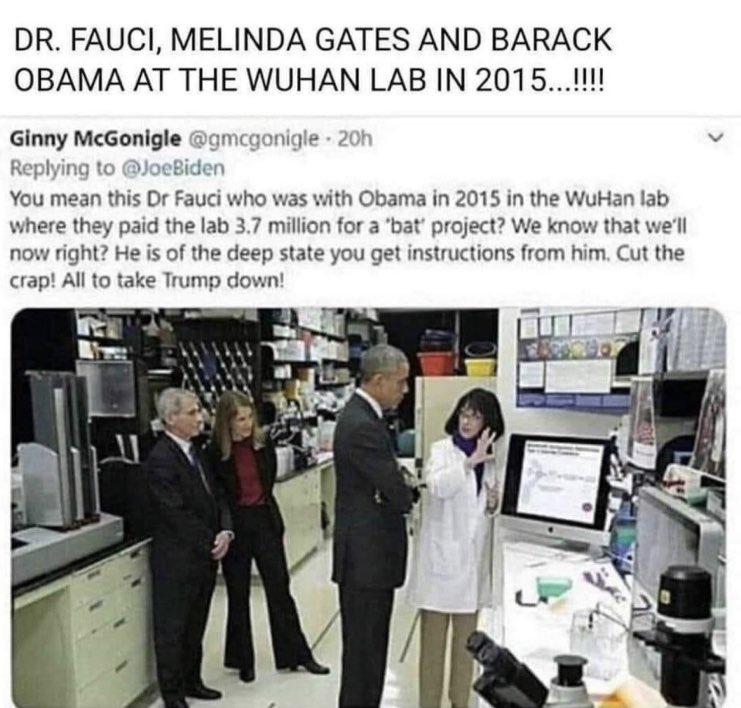 DR. FAUCI, MELINDA GATES AND BARACK
OBAMA AT THE WUHAN LAB IN 2015...!!!!
Ginny McGonigle @gmcgonigle · 20h
Replying to @JoeBiden
You mean this Dr Fauci who was with Obama in 2015 in the WuHan lab
where they paid the lab 3.7 million for a 'bat' project? We know that we'll
now right? He is of the deep state you get instructions from him. Cut the
crap! All to take Trump down!